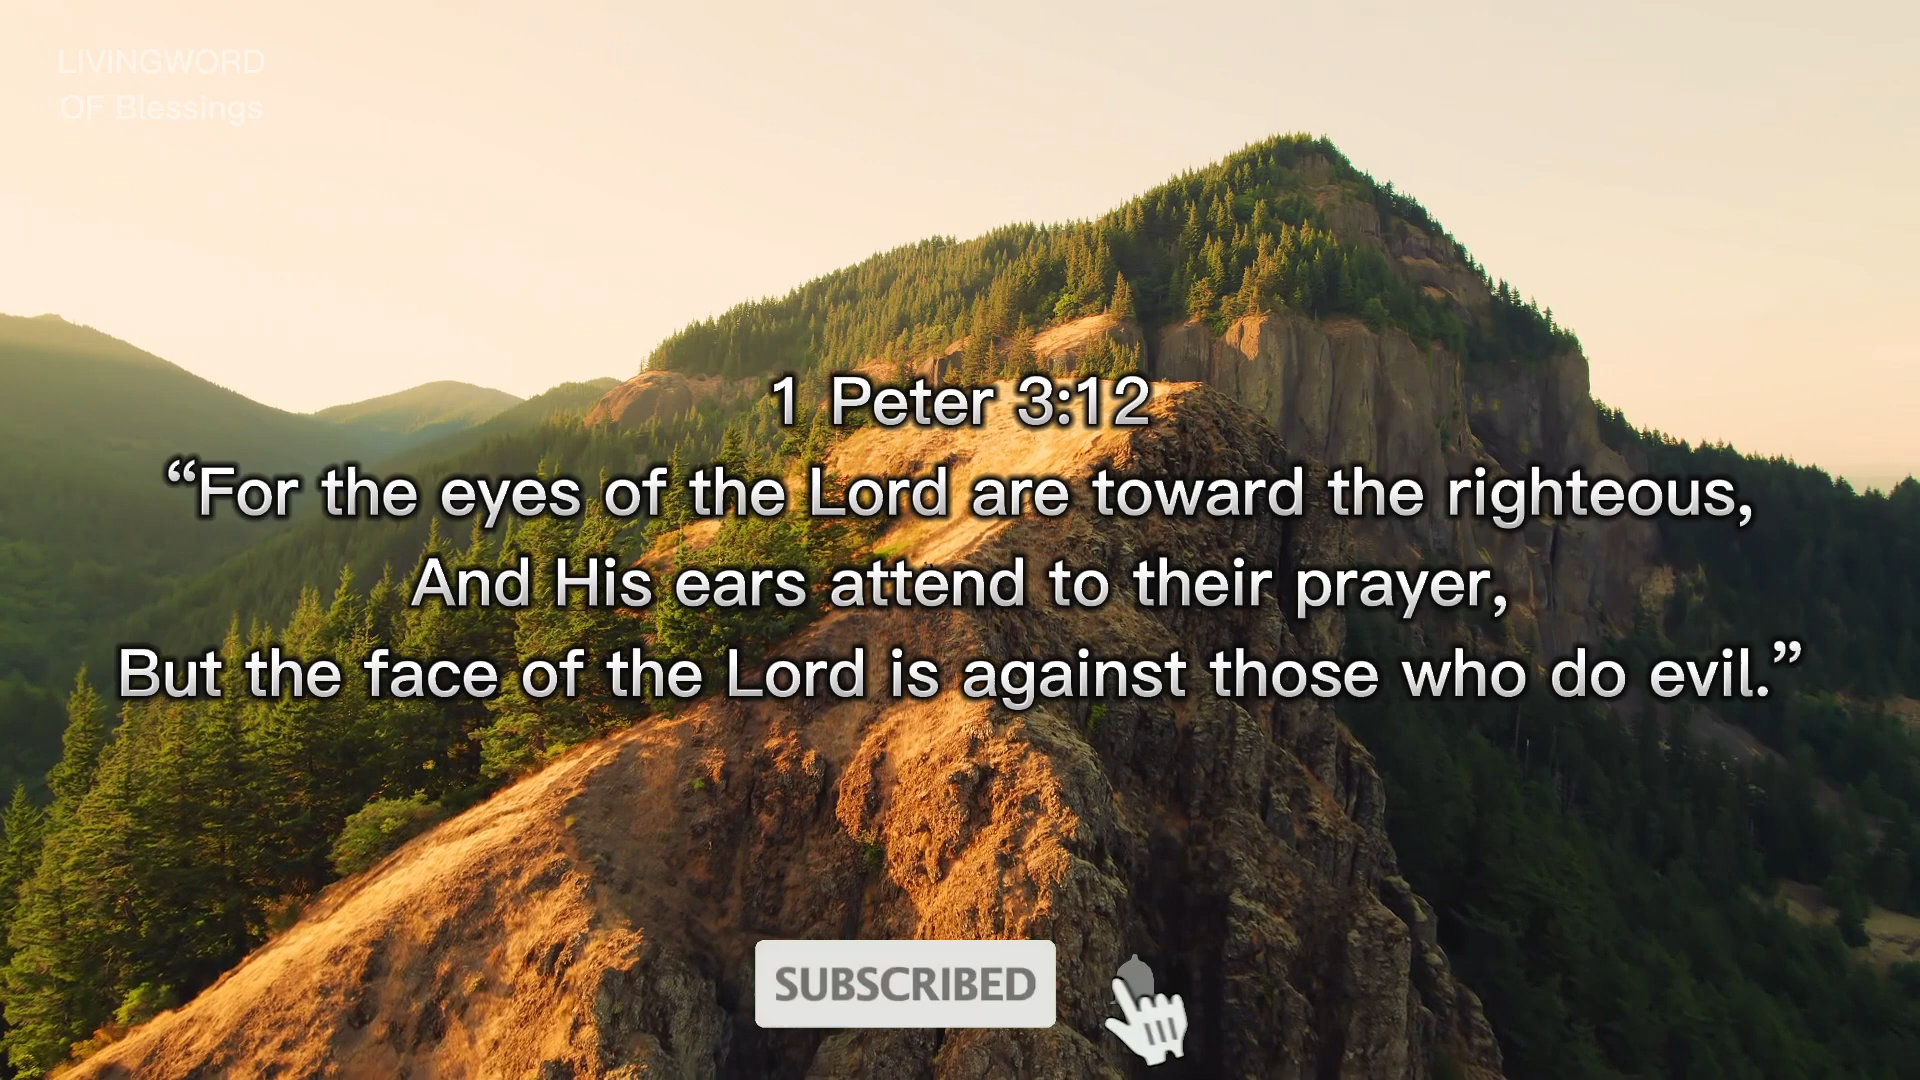 LIVINGWORD
OF Blessings
1 Peter 3:12
“For the eyes of the Lord are toward the righteous,
And His ears attend to their prayer,
But the face of the Lord is against those who do evil.”
SUBSCRIBED